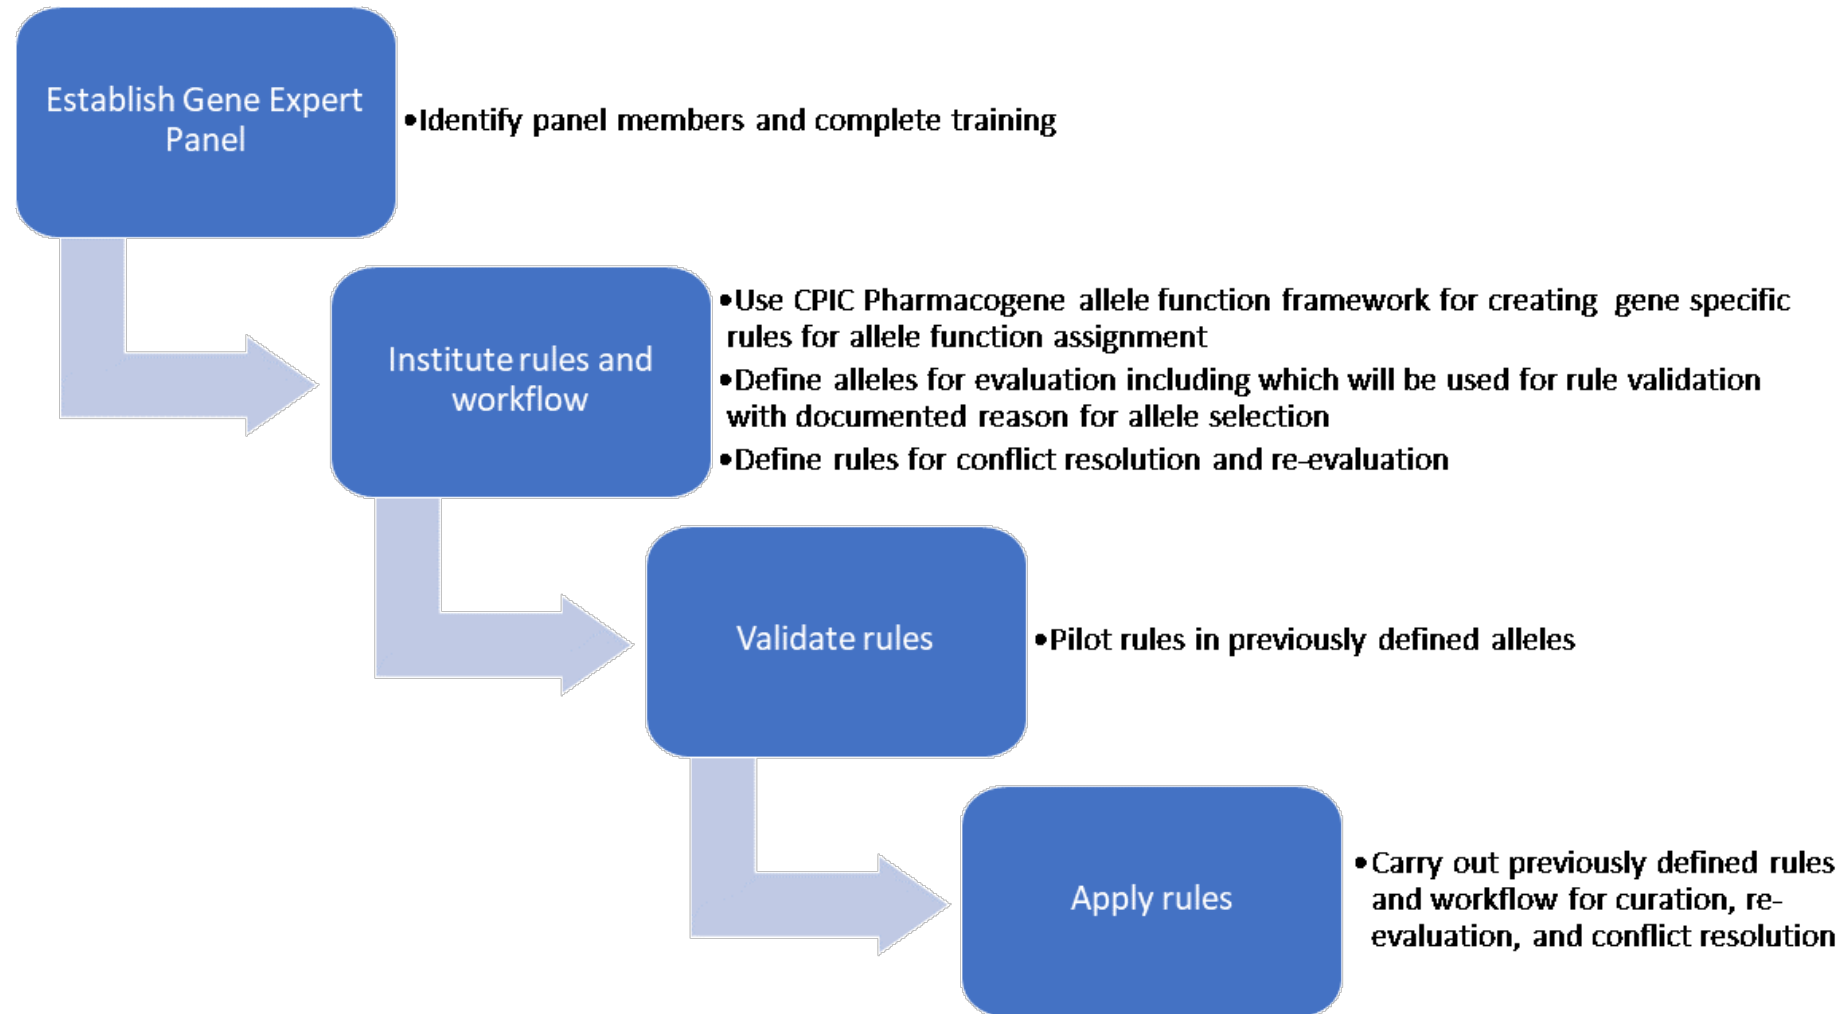 Establish Gene Expert
Panel
•Identify panel members and complete training
Institute rules and
workflow
•Use CPIC Pharmacogene allele function framework for creating gene specific
rules for allele function assignment
•Define alleles for evaluation including which will be used for rule validation
with documented reason for allele selection
•Define rules for conflict resolution and re-evaluation
Validate rules
•Pilot rules in previously defined alleles
Apply rules
•Carry out previously defined rules
and workflow for curation, re-
evaluation, and conflict resolution